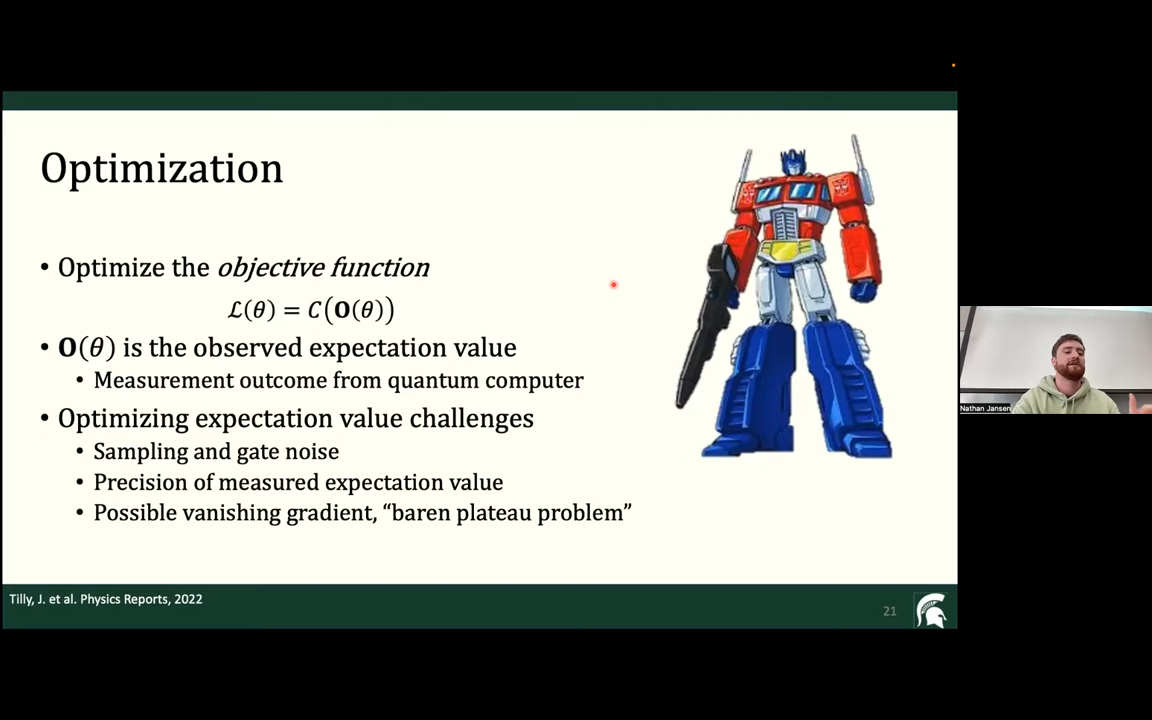 Optimization
• Optimize the objective function
ℒ(θ) = C(O(θ))
• O(θ) is the observed expectation value
• Measurement outcome from quantum computer
• Optimizing expectation value challenges
• Sampling and gate noise
• Precision of measured expectation value
• Possible vanishing gradient, “baren plateau problem”
Tilly, J. et al. Physics Reports, 2022
21
Nathan Jansen